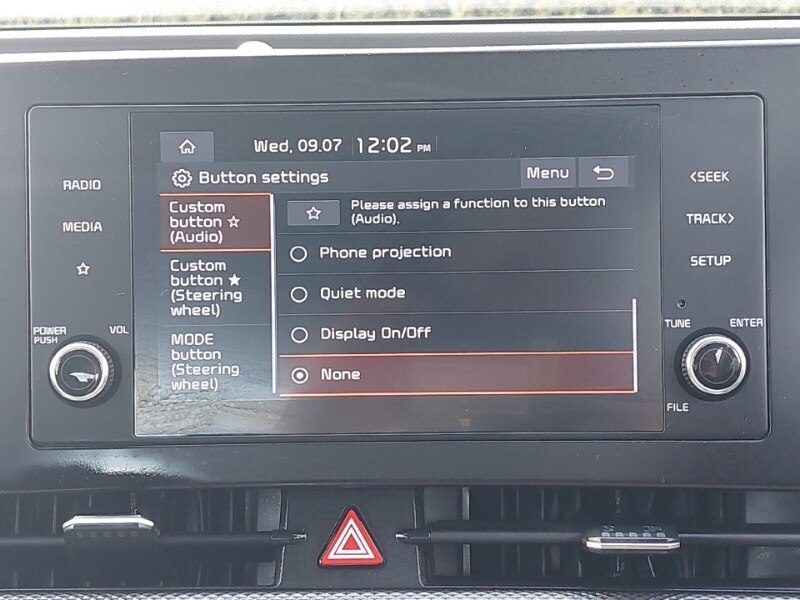 Wed, 09.07 12:02 PM
Button settings
Menu
Custom
button ☆
(Audio)
Custom
button ★
(Steering
wheel)
MODE
button
(Steering
wheel)
☆
Please assign a function to this button
(Audio).
Phone projection
Quiet mode
Display On/Off
None
RADIO
MEDIA
☆
POWER
PUSH
VOL
<SEEK
TRACK>
SETUP
TUNE
ENTER
FILE